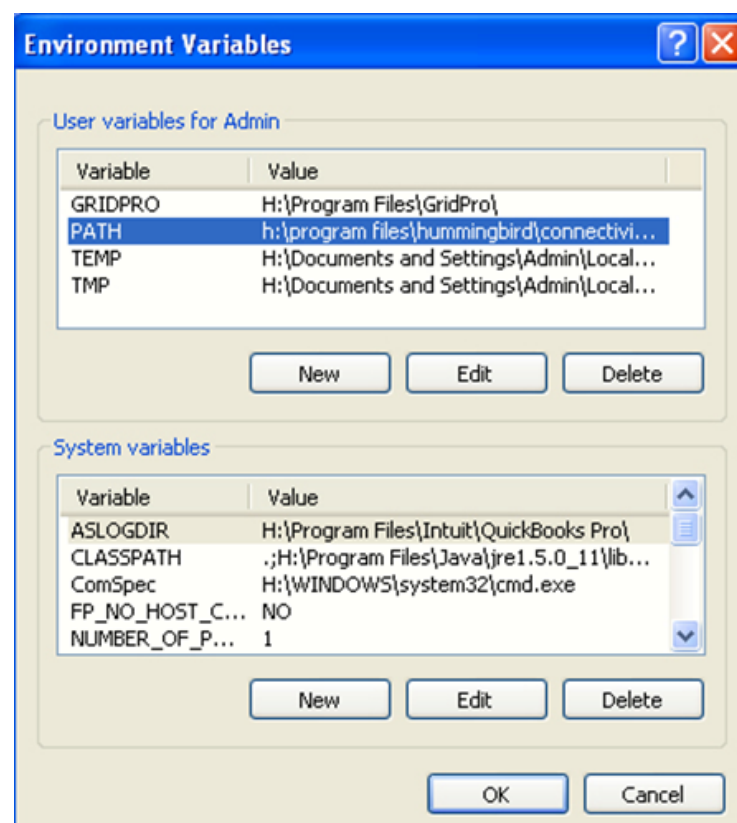 Environment Variables
User variables for Admin
Variable Value
GRIDPRO H:\Program Files\GridPro\
PATH h:\program files\hummingbird\connectivi...
TEMP H:\Documents and Settings\Admin\Local...
TMP H:\Documents and Settings\Admin\Local...
New Edit Delete
System variables
Variable Value
ASLOGDIR H:\Program Files\Intuit\QuickBooks Pro\
CLASSPATH .;H:\Program Files\Java\jre1.5.0_11\lib...
ComSpec H:\WINDOWS\system32\cmd.exe
FP_NO_HOST_C... NO
NUMBER_OF_P... 1
New Edit Delete
OK Cancel